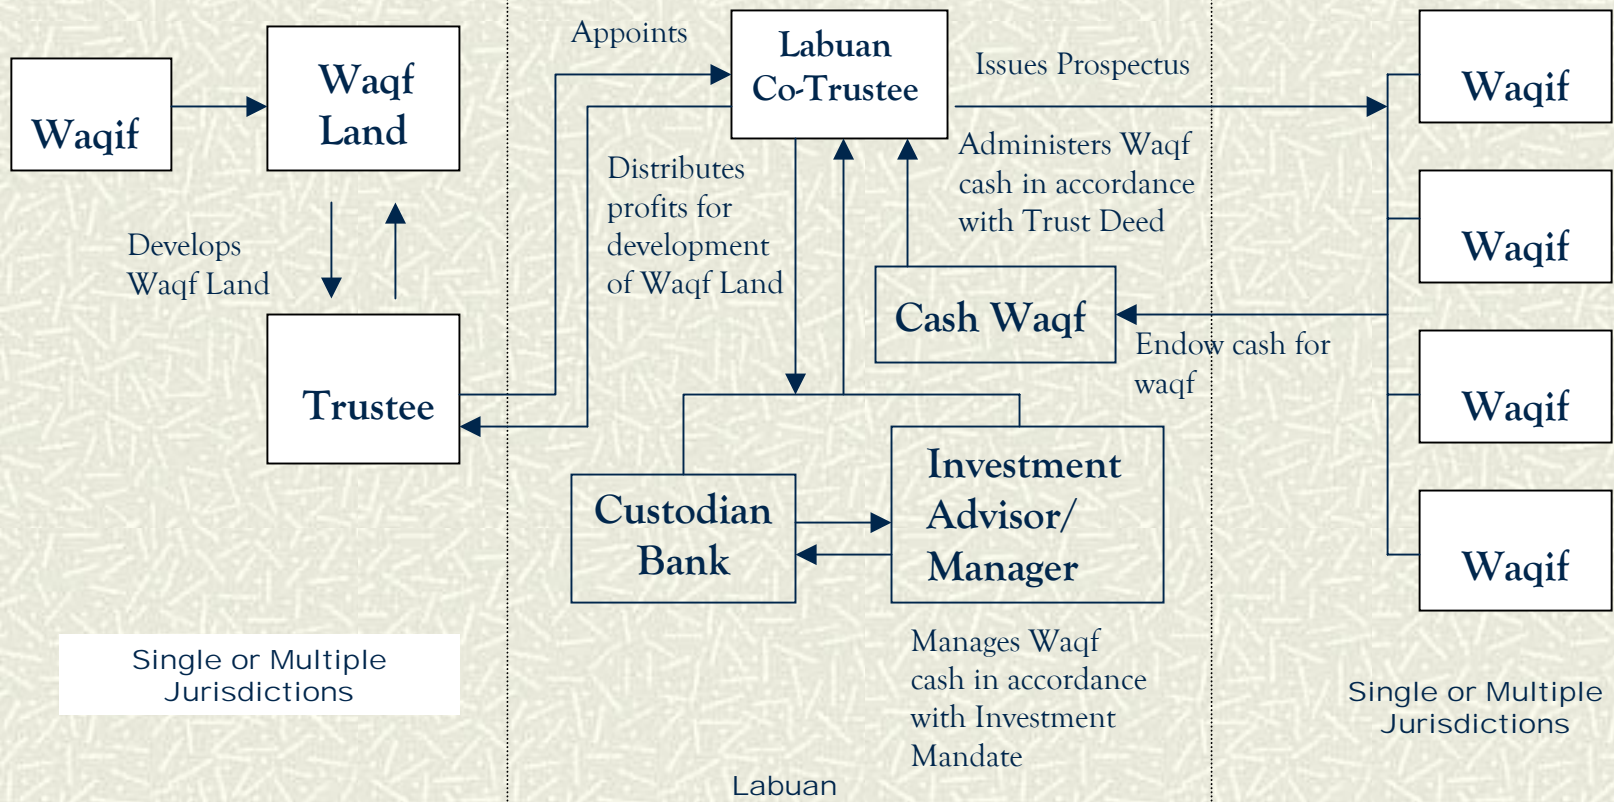 Waqif
Waqf
Land
Develops
Waqf Land
Trustee
Single or Multiple
Jurisdictions
Appoints
Labuan
Co-Trustee
Issues Prospectus
Distributes
profits for
development
of Waqf Land
Administers Waqf
cash in accordance
with Trust Deed
Cash Waqf
Endow cash for
waqf
Custodian
Bank
Investment
Advisor/
Manager
Manages Waqf
cash in accordance
with Investment
Mandate
Labuan
Waqif
Waqif
Waqif
Waqif
Single or Multiple
Jurisdictions